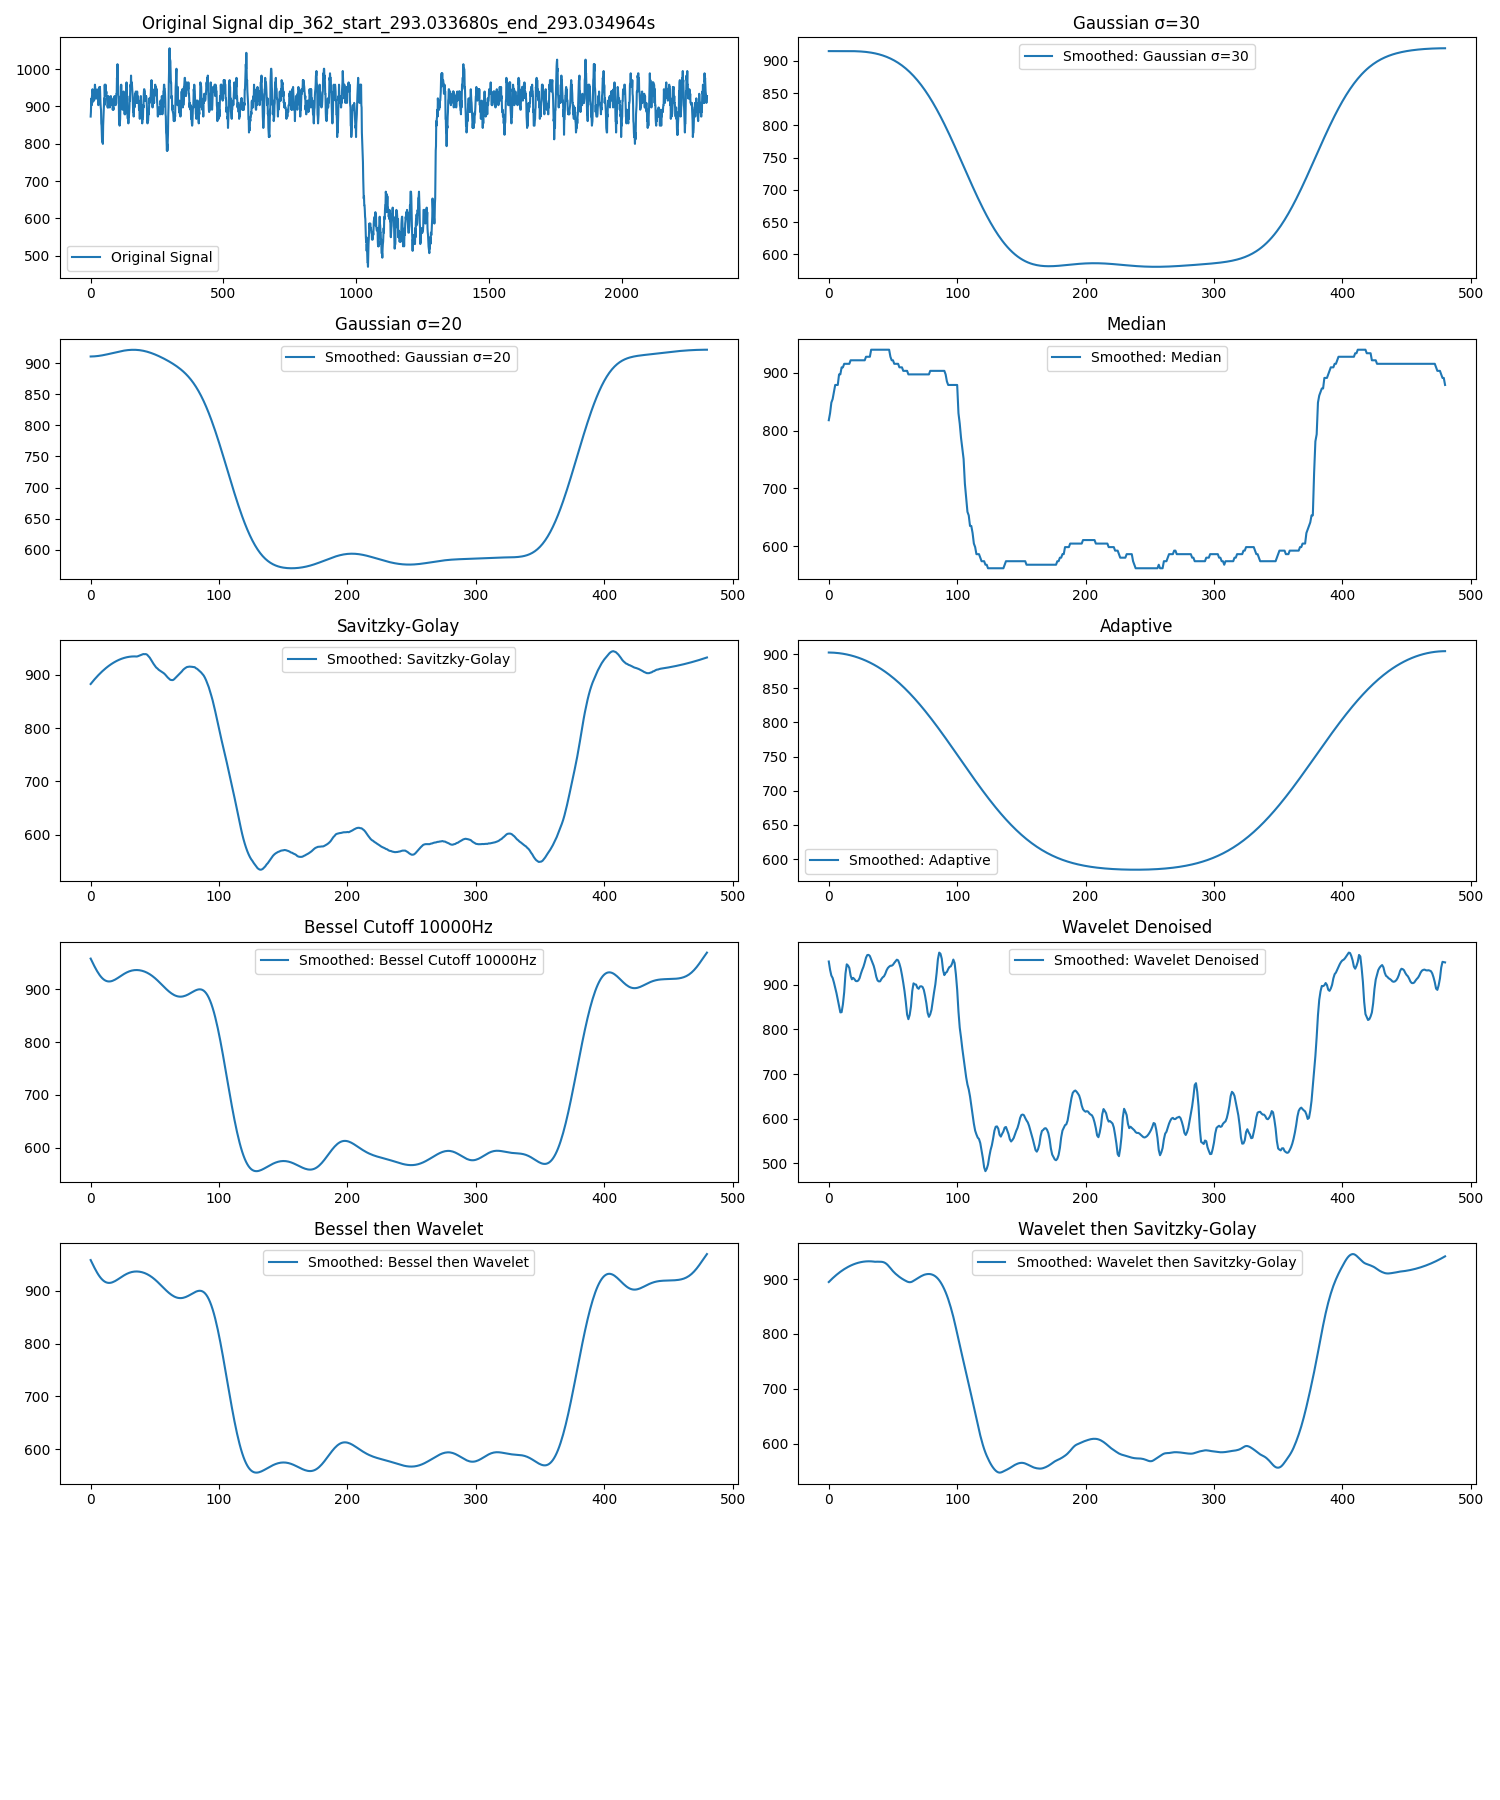 Original Signal dip_362_start_293.033680s_end_293.034964s
1000
900
800
700
600
500
Original Signal
0 500 1000 1500 2000
Gaussian σ=30
900
850
800
750
700
650
600
Smoothed: Gaussian σ=30
0 100 200 300 400 500
Gaussian σ=20
900
850
800
750
700
650
600
Smoothed: Gaussian σ=20
0 100 200 300 400 500
Median
900
800
700
600
Smoothed: Median
0 100 200 300 400 500
Savitzky-Golay
900
800
700
600
Smoothed: Savitzky-Golay
0 100 200 300 400 500
Adaptive
900
850
800
750
700
650
600
Smoothed: Adaptive
0 100 200 300 400 500
Bessel Cutoff 10000Hz
900
800
700
600
Smoothed: Bessel Cutoff 10000Hz
0 100 200 300 400 500
Wavelet Denoised
900
800
700
600
500
Smoothed: Wavelet Denoised
0 100 200 300 400 500
Bessel then Wavelet
900
800
700
600
Smoothed: Bessel then Wavelet
0 100 200 300 400 500
Wavelet then Savitzky-Golay
900
800
700
600
Smoothed: Wavelet then Savitzky-Golay
0 100 200 300 400 500